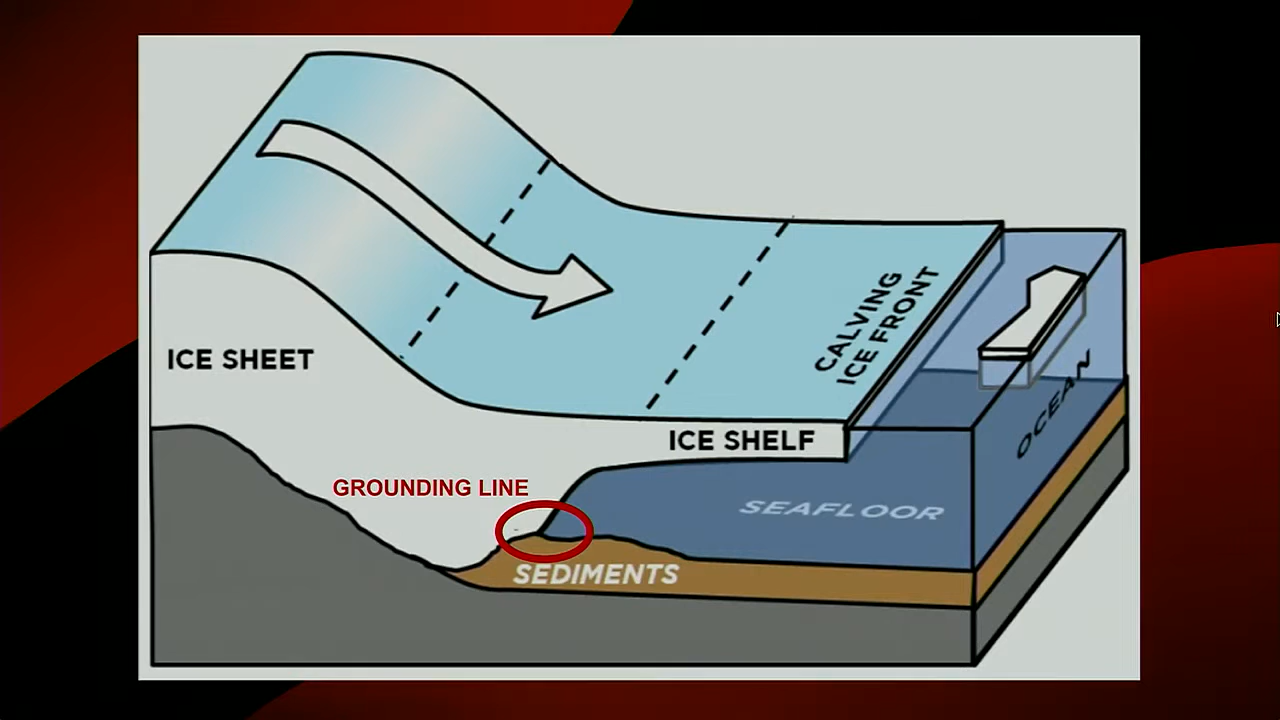 CALVING
ICE FRONT
ICE SHEET
OCEAN
ICE SHELF
GROUNDING LINE
SEAFLOOR
SEDIMENTS